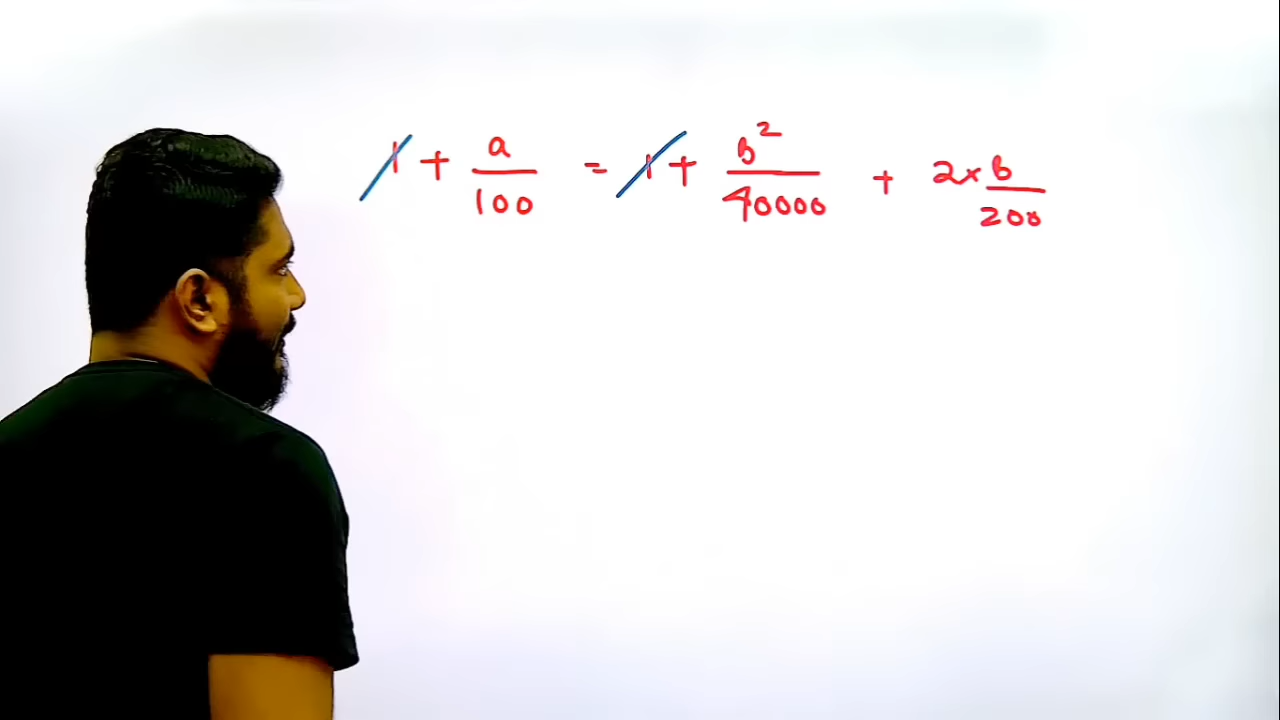 1 + a/100 = 1 + b²/40000 + 2 × b/200